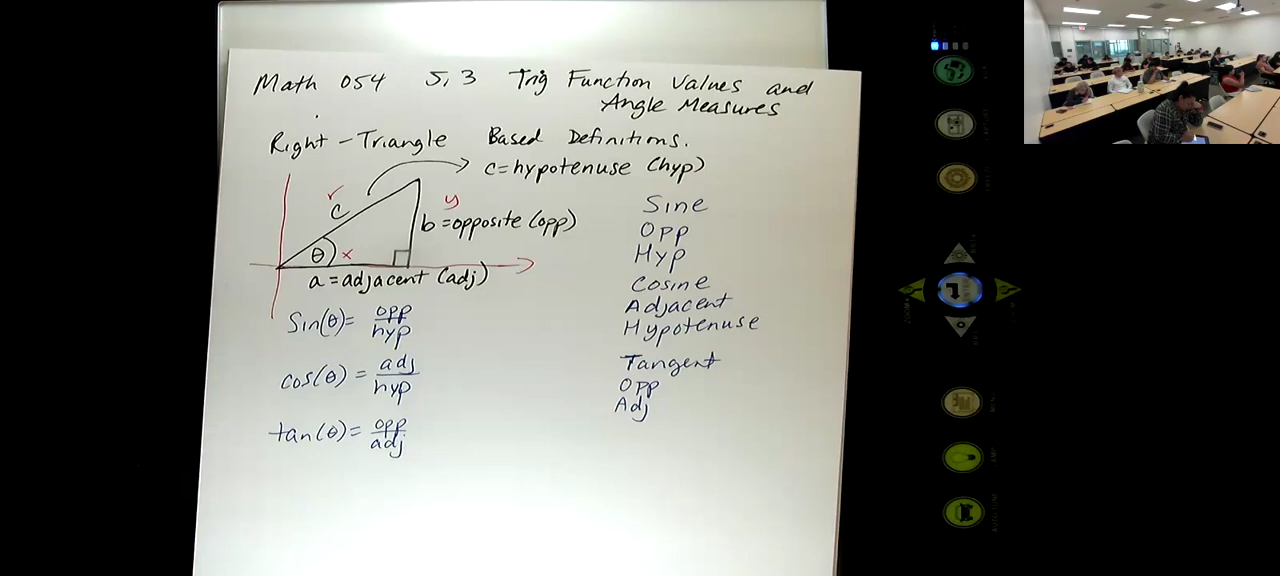 Math 054 5.3 Trig Function Values and
Angle Measures
Right-Triangle Based Definitions.
c=hypotenuse (hyp)
r
c
y
b=opposite (opp)
θ
x
a=adjacent (adj)
Sin(θ)= opp
hyp
cos(θ) = adj
hyp
tan(θ)= opp
adj
Sine
Opp
Hyp
Cosine
Adjacent
Hypotenuse
Tangent
Opp
Adj